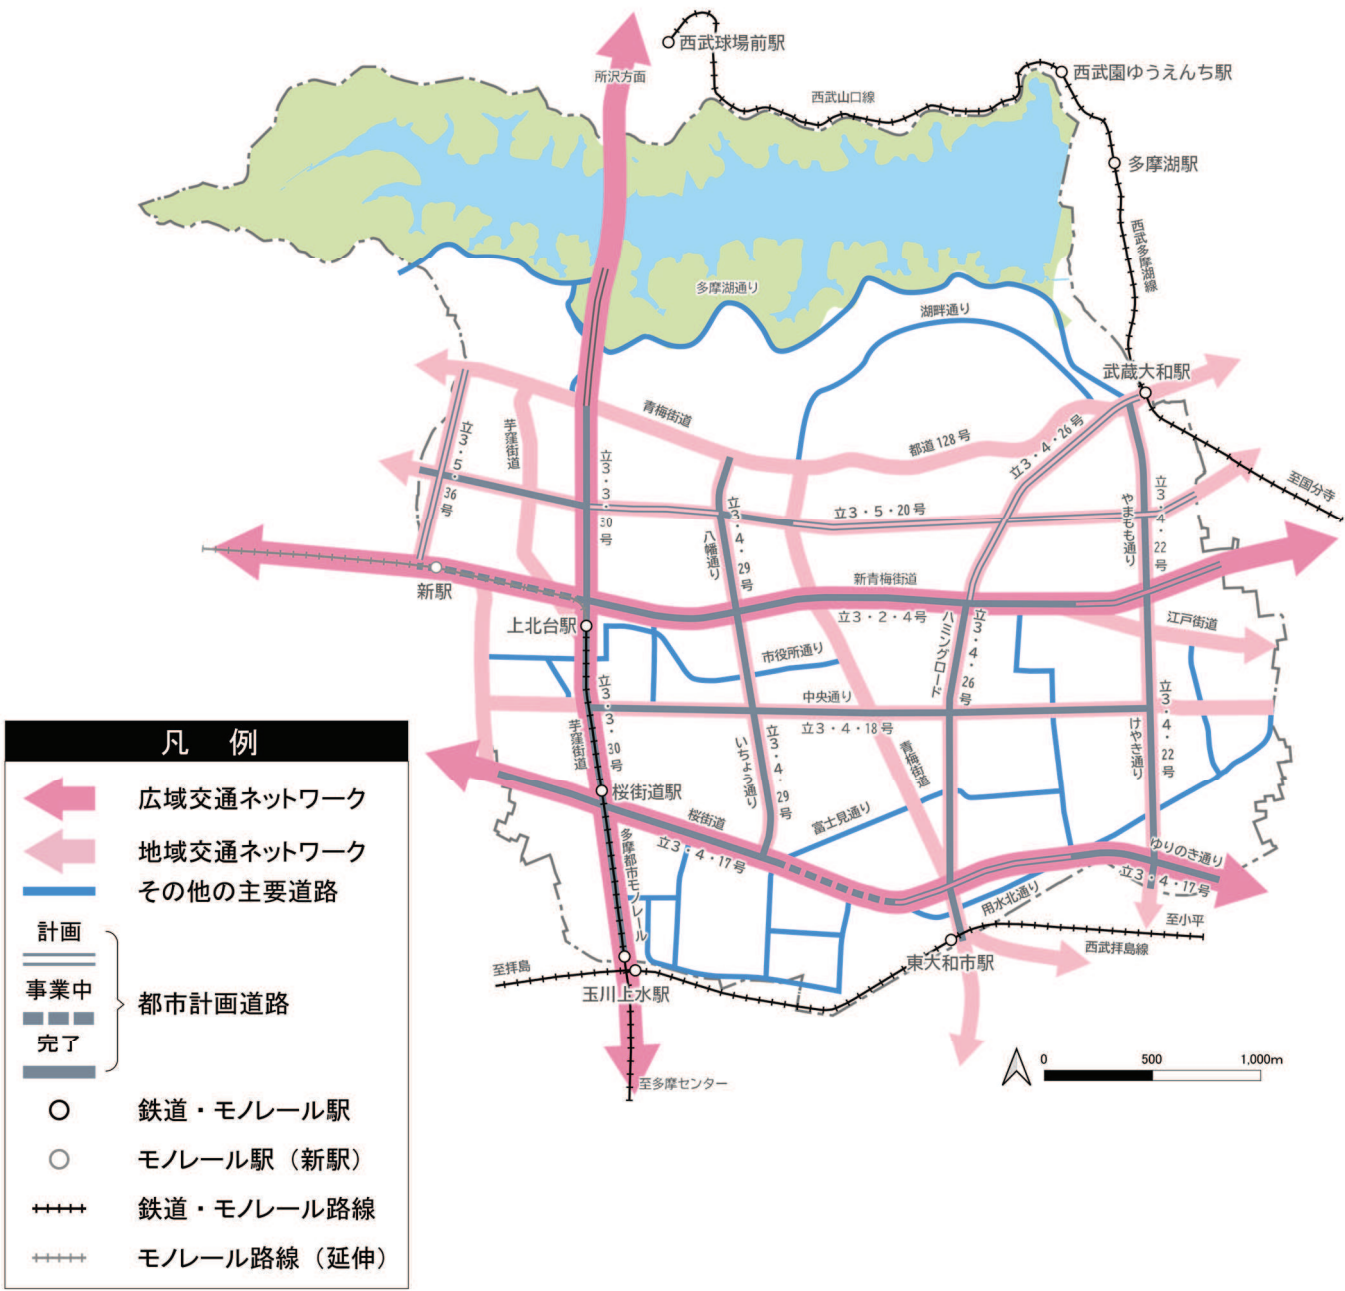 西武球場前駅
所沢方面
西武園ゆうえんち駅
西武山口線
多摩湖駅
西武多摩湖線
多摩湖通り
湖畔通り
武蔵大和駅
青梅街道
芋窪街道
都道128号
立3・4・26号
立3・5・36号
立3・3・30号
至国分寺
立3・4・29号
八幡通り
立3・5・20号
やまもも通り
立3・4・22号
新駅
新青梅街道
立3・2・4号
上北台駅
ハミングロード
立3・4・26号
江戸街道
市役所通り
中央通り
立3・4・18号
立3・3・30号
芋窪街道
いちょう通り
立3・4・29号
青梅街道
けやき通り
立3・4・22号
桜街道駅
桜街道
立3・4・17号
富士見通り
ゆりのき通り
立3・4・17号
多摩都市モノレール
用水北通り
至小平
西武拝島線
東大和市駅
至拝島
玉川上水駅
至多摩センター
0 500 1,000m
凡 例
広域交通ネットワーク
地域交通ネットワーク
その他の主要道路
計画
事業中
完了
都市計画道路
鉄道・モノレール駅
モノレール駅（新駅）
鉄道・モノレール路線
モノレール路線（延伸）